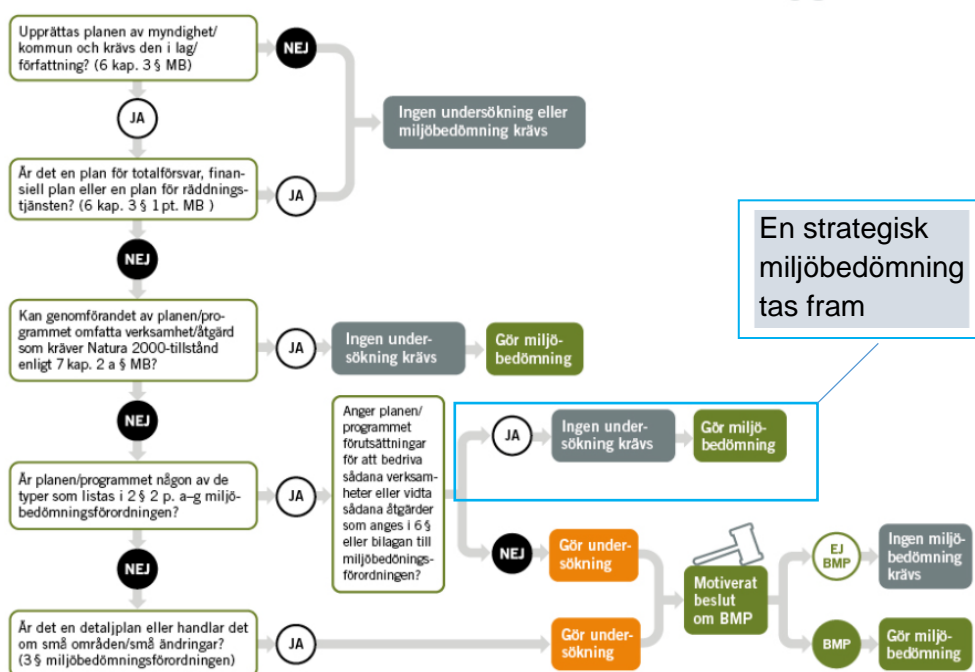 Upprättas planen av myndighet/
kommun och krävs den i lag/
författning? (6 kap. 3 § MB)
NEJ
JA
Ingen undersökning eller
miljöbedömning krävs
Är det en plan för totalförsvar, finan-
siell plan eller en plan för räddnings-
tjänsten? (6 kap. 3 § 1 pt. MB )
JA
NEJ
En strategisk
miljöbedömning
tas fram
Kan genomförandet av planen/pro-
grammet omfatta verksamhet/åtgärd
som kräver Natura 2000-tillstånd
enligt 7 kap. 2 a § MB?
JA
Ingen under-
sökning krävs
Gör miljö-
bedömning
NEJ
Är planen/programmet någon av de
typer som listas i 2 § 2 p. a–g miljö-
bedömningsförordningen?
JA
Anger planen/
programmet
förutsättningar
för att bedriva
sådana verksam-
heter eller vidta
sådana åtgärder
som anges i 6 §
eller bilagan till
miljöbedönings-
förordningen?
JA
Ingen under-
sökning krävs
Gör miljö-
bedömning
NEJ
Gör under-
sökning
Motiverat
beslut
om BMP
EJ
BMP
Ingen miljö-
bedömning
krävs
BMP
Gör miljö-
bedömning
NEJ
Är det en detaljplan eller handlar det
om små områden/små ändringar?
(3 § miljöbedömningsförordningen)
JA
Gör under-
sökning